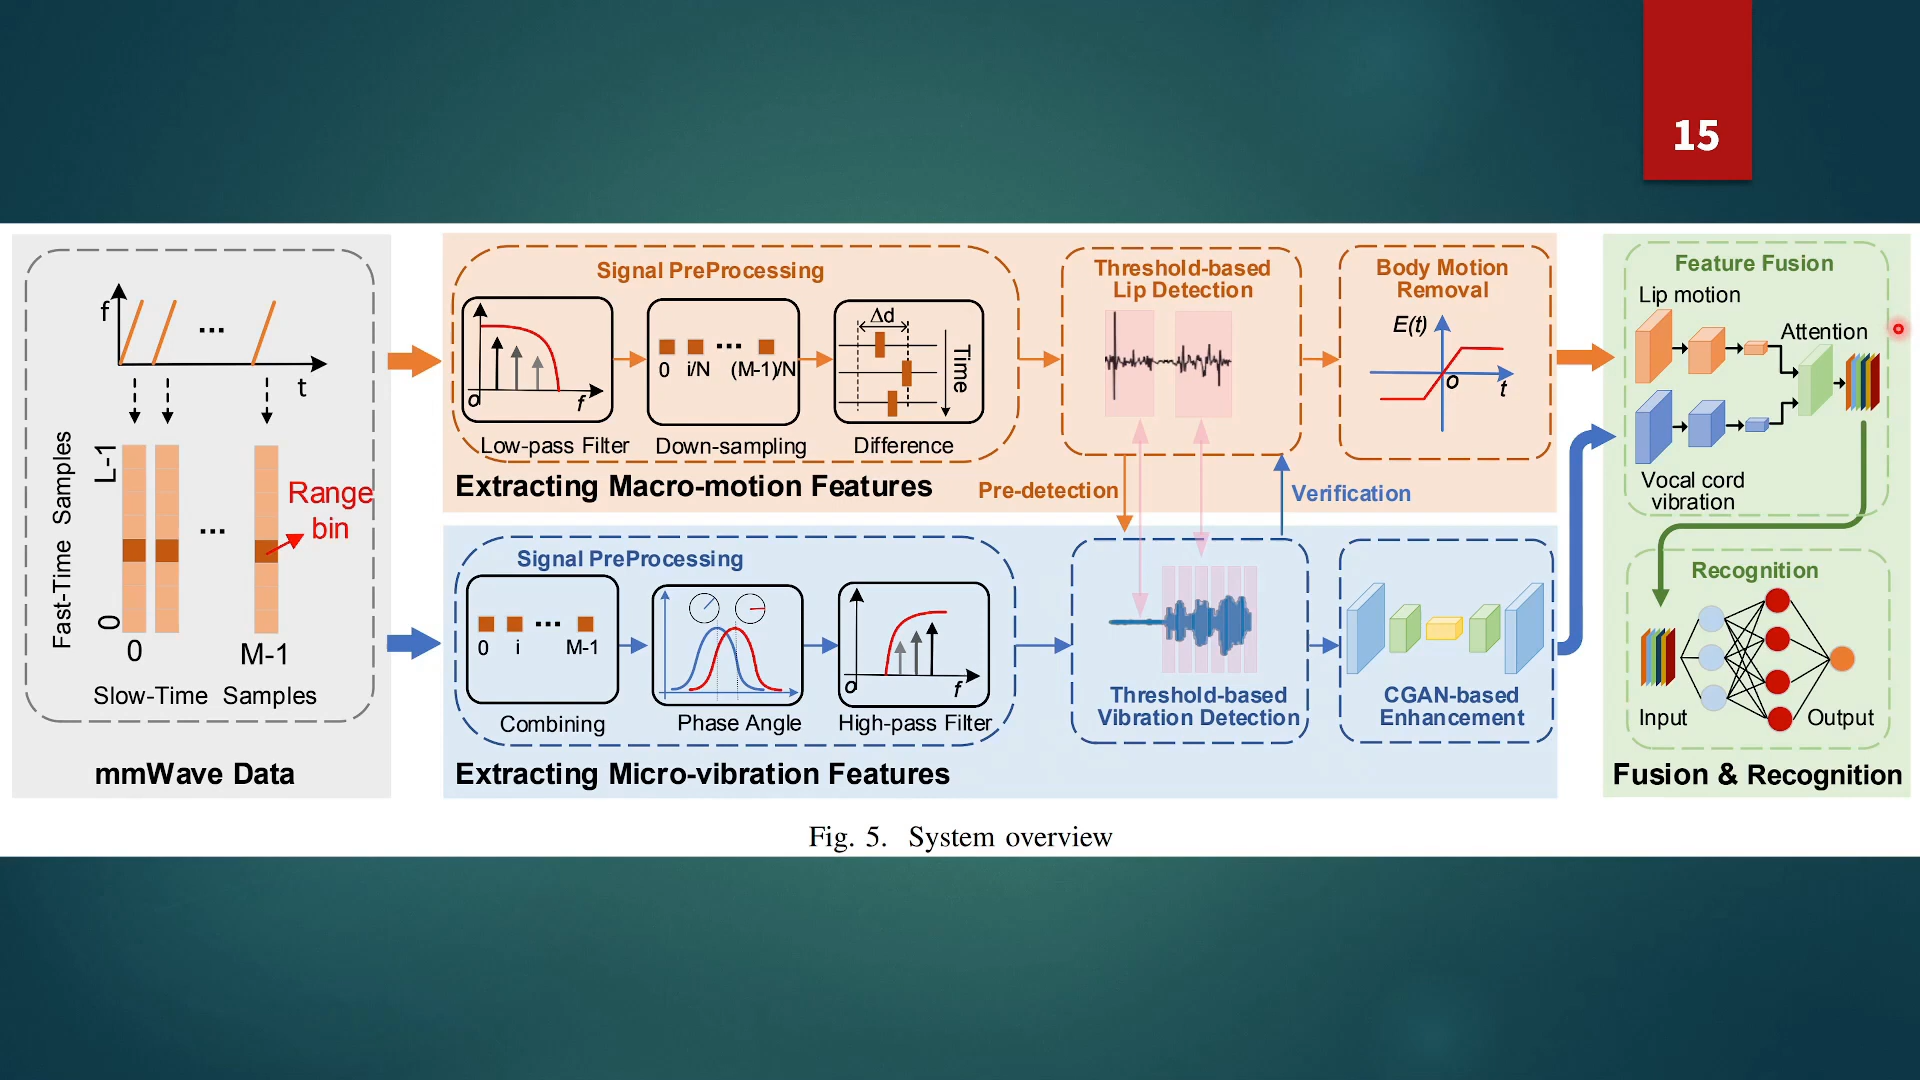 15
f
...
t
L-1
Fast-Time Samples
0
Range
bin
...
0
M-1
Slow-Time Samples
mmWave Data
Signal PreProcessing
o
f
Low-pass Filter
...
0
i/N
(M-1)/N
Down-sampling
Δd
Time
Difference
Extracting Macro-motion Features
Threshold-based
Lip Detection
Body Motion
Removal
E(t)
o
t
Pre-detection
Verification
Signal PreProcessing
...
0
i
M-1
Combining
Phase Angle
o
f
High-pass Filter
Extracting Micro-vibration Features
Threshold-based
Vibration Detection
CGAN-based
Enhancement
Feature Fusion
Lip motion
Attention
Vocal cord
vibration
Recognition
Input
Output
Fusion & Recognition
Fig. 5. System overview